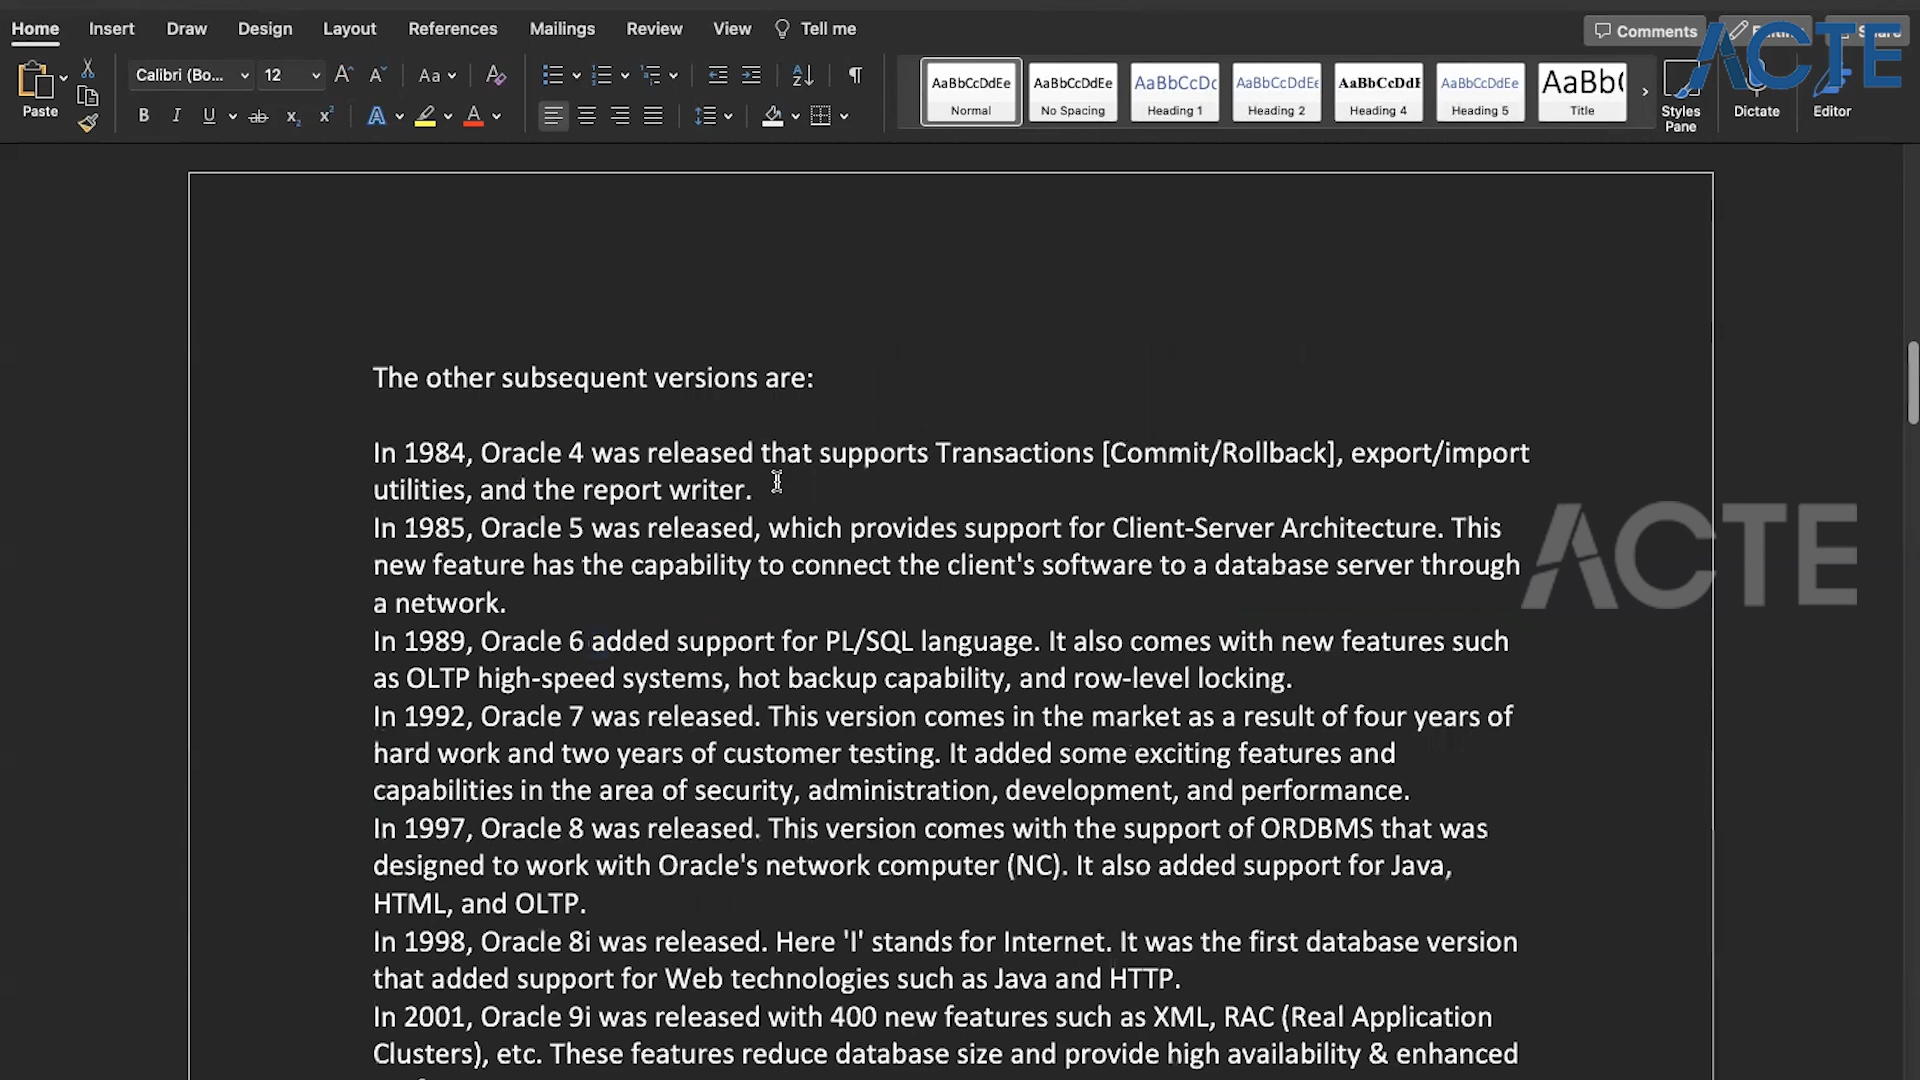 Home Insert Draw Design Layout References Mailings Review View Tell me Comments
ACTE
Paste Calibri (Bo... 12 Aa
AaBbCcDdEe AaBbCcDdEe AaBbCcDc AaBbCcDdEe AaBbCcDdE AaBbCcDdEe AaBb(
Normal No Spacing Heading 1 Heading 2 Heading 4 Heading 5 Title
Styles Pane Dictate Editor
The other subsequent versions are:
In 1984, Oracle 4 was released that supports Transactions [Commit/Rollback], export/import
utilities, and the report writer.
In 1985, Oracle 5 was released, which provides support for Client-Server Architecture. This
new feature has the capability to connect the client's software to a database server through
a network.
ACTE
In 1989, Oracle 6 added support for PL/SQL language. It also comes with new features such
as OLTP high-speed systems, hot backup capability, and row-level locking.
In 1992, Oracle 7 was released. This version comes in the market as a result of four years of
hard work and two years of customer testing. It added some exciting features and
capabilities in the area of security, administration, development, and performance.
In 1997, Oracle 8 was released. This version comes with the support of ORDBMS that was
designed to work with Oracle's network computer (NC). It also added support for Java,
HTML, and OLTP.
In 1998, Oracle 8i was released. Here 'I' stands for Internet. It was the first database version
that added support for Web technologies such as Java and HTTP.
In 2001, Oracle 9i was released with 400 new features such as XML, RAC (Real Application
Clusters), etc. These features reduce database size and provide high availability & enhanced